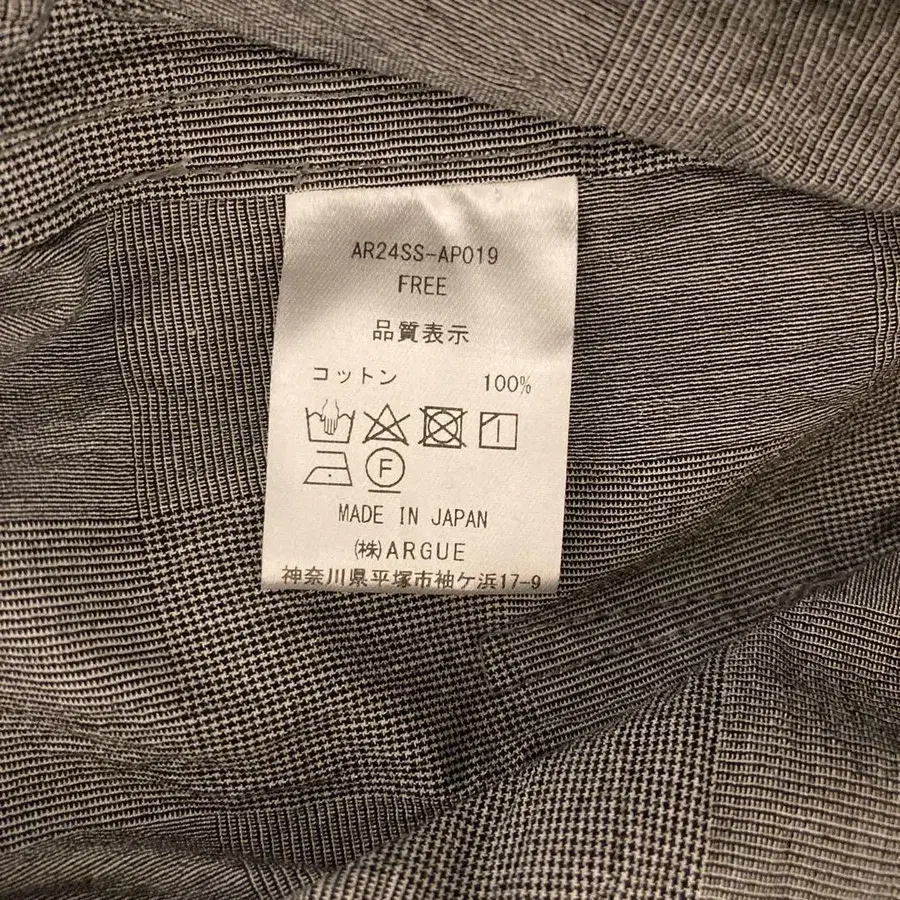 AR24SS-AP019
FREE
品質表示
コットン 100%
F
MADE IN JAPAN
㈱ARGUE
神奈川県平塚市袖ケ浜17-9